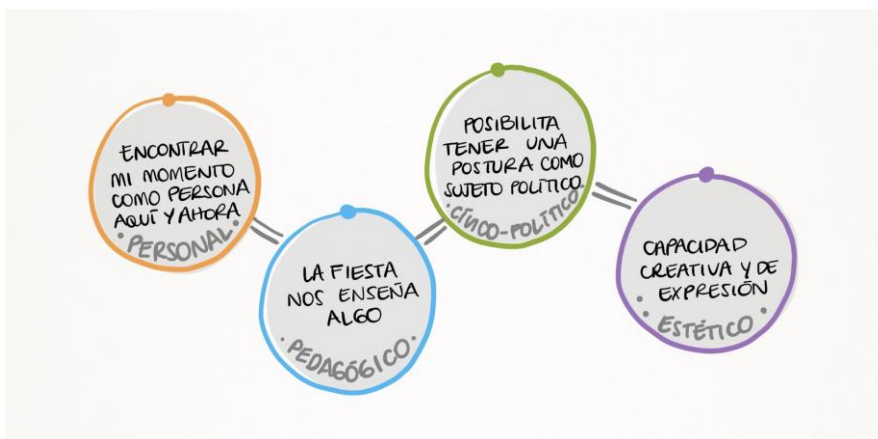 ENCONTRAR
MI MOMENTO
COMO PERSONA
AQUÍ Y AHORA
• PERSONAL •
LA FIESTA
NOS ENSEÑA
ALGO
• PEDAGÓGICO •
POSIBILITA
TENER UNA
POSTURA COMO
SUJETO POLÍTICO
• CÍVICO-POLÍTICO •
CAPACIDAD
CREATIVA Y DE
EXPRESIÓN
• ESTÉTICO •